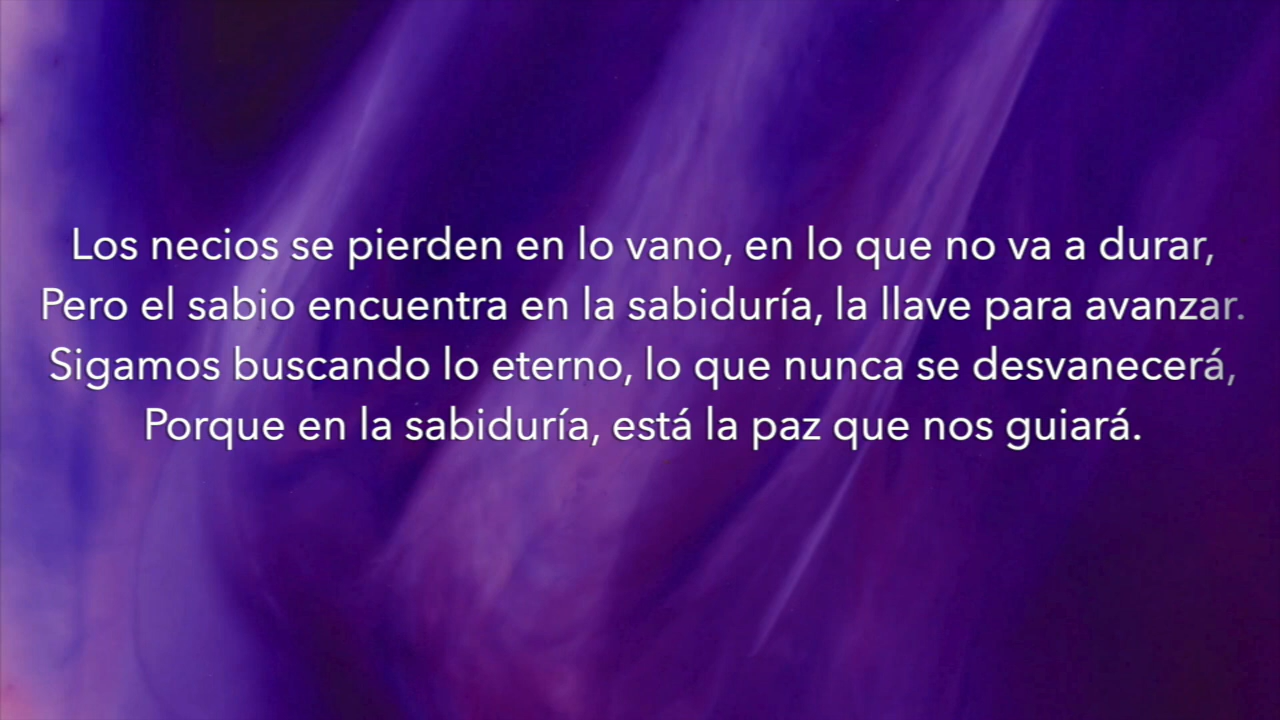 Los necios se pierden en lo vano, en lo que no va a durar,
Pero el sabio encuentra en la sabiduría, la llave para avanzar.
Sigamos buscando lo eterno, lo que nunca se desvanecerá,
Porque en la sabiduría, está la paz que nos guiará.